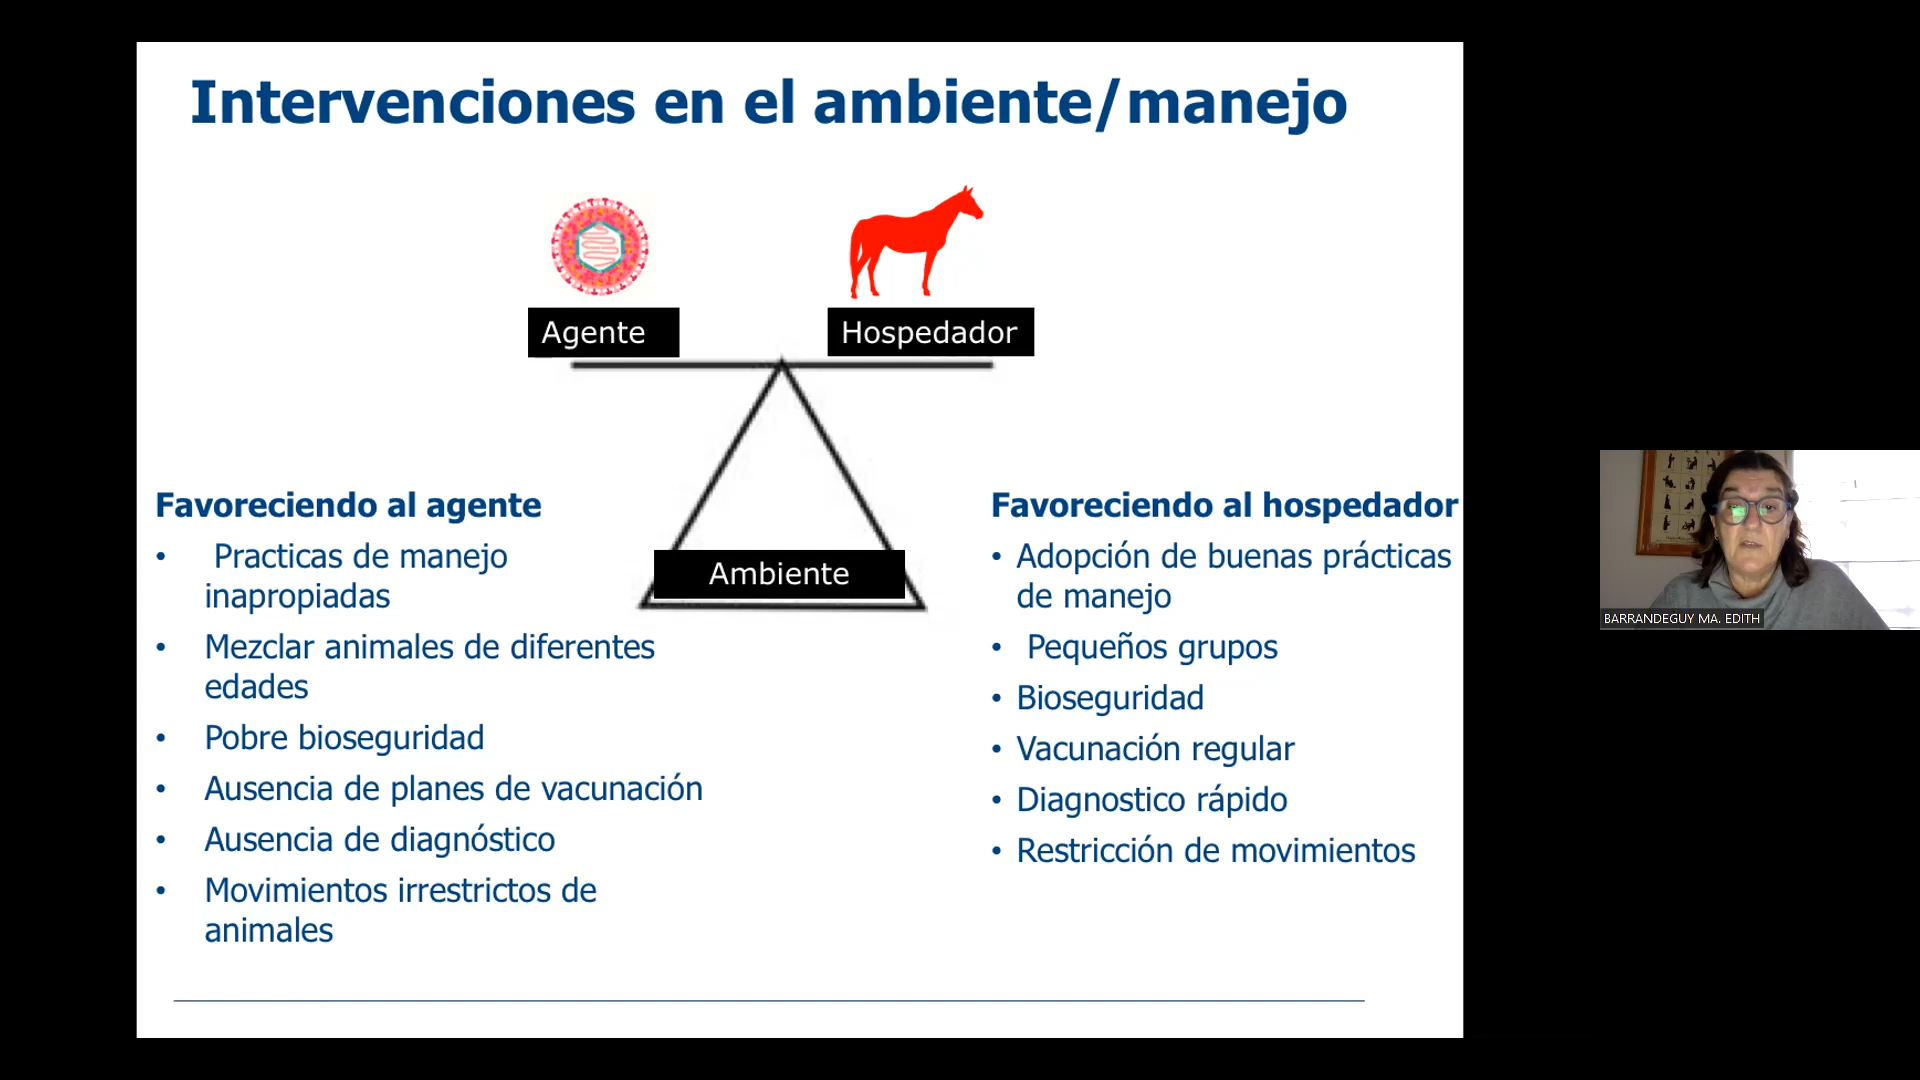 Intervenciones en el ambiente/manejo
Agente
Hospedador
Ambiente
Favoreciendo al agente
• Practicas de manejo
inapropiadas
• Mezclar animales de diferentes
edades
• Pobre bioseguridad
• Ausencia de planes de vacunación
• Ausencia de diagnóstico
• Movimientos irrestrictos de
animales
Favoreciendo al hospedador
• Adopción de buenas prácticas
de manejo
• Pequeños grupos
• Bioseguridad
• Vacunación regular
• Diagnostico rápido
• Restricción de movimientos
BARRANDEGUY MA. EDITH